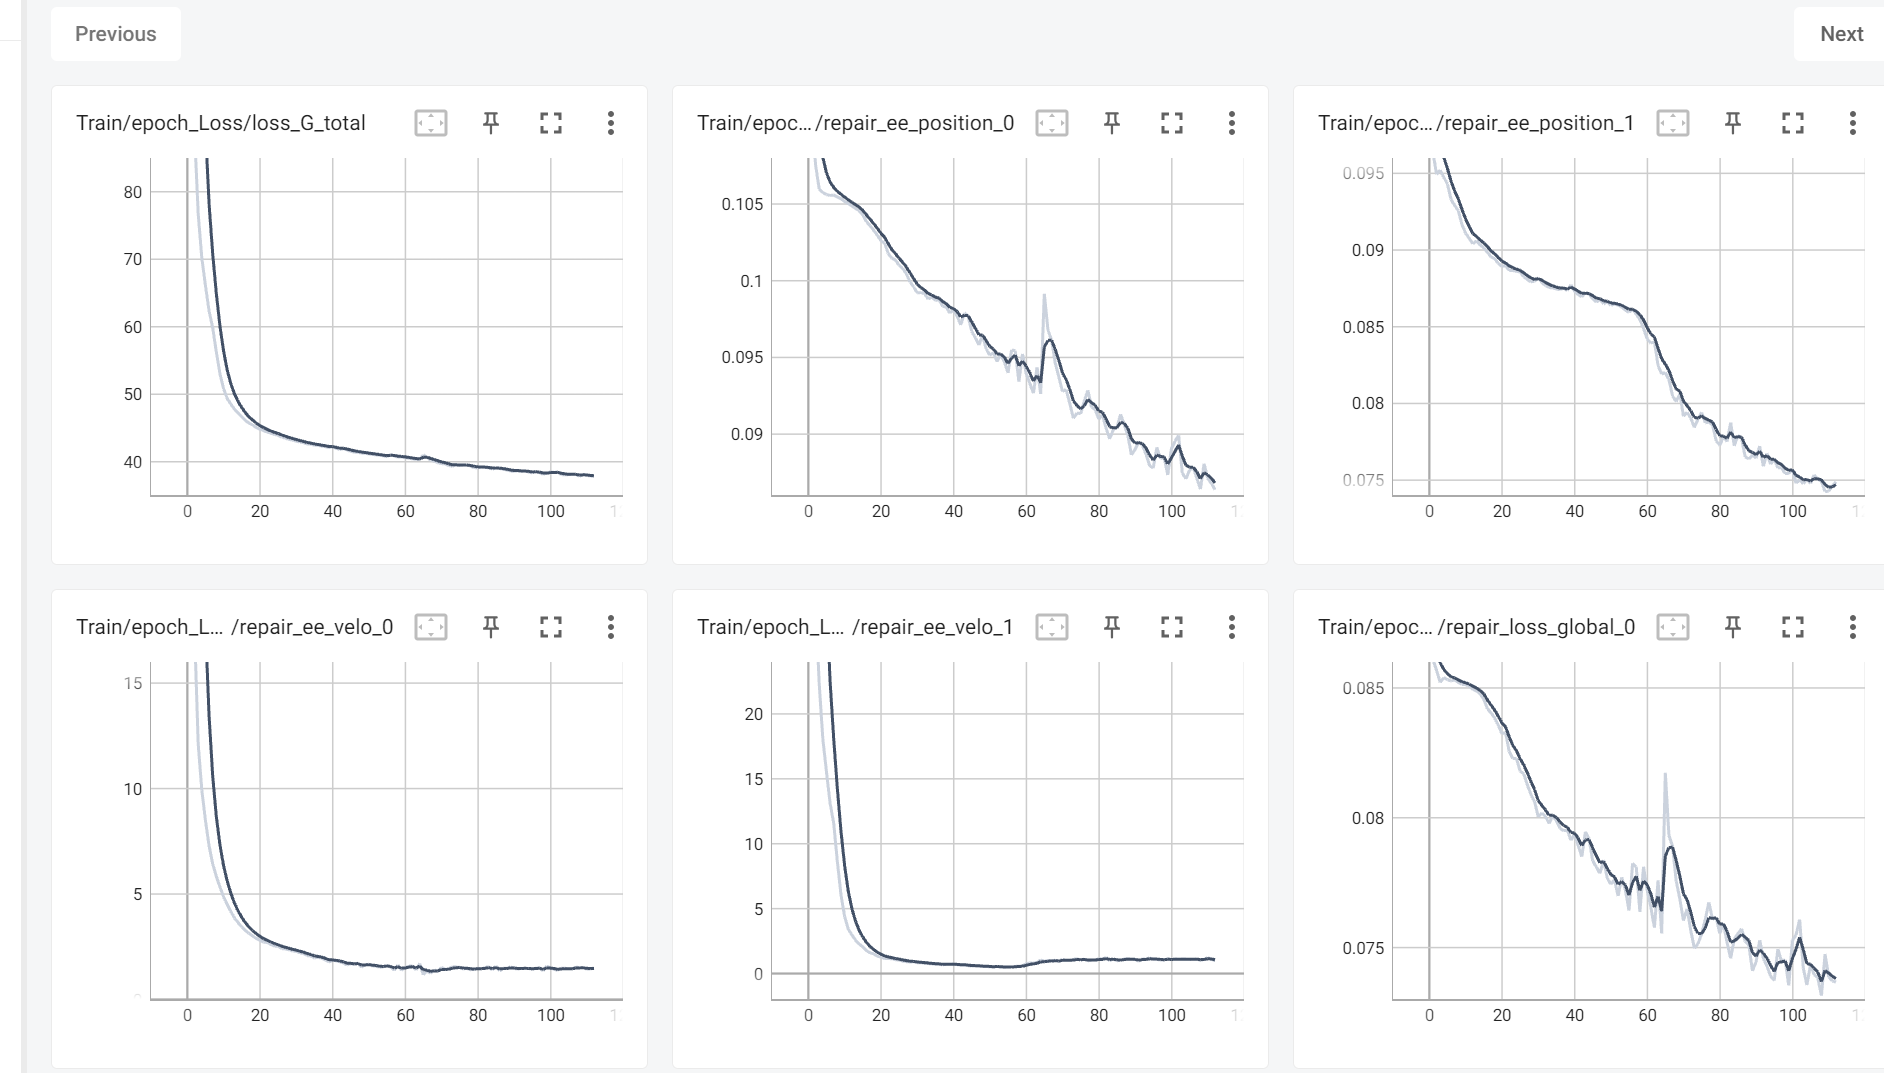 Previous
Next
Train/epoch_Loss/loss_G_total
Train/epoc... /repair_ee_position_0
Train/epoc... /repair_ee_position_1
80
70
60
50
40
0 20 40 60 80 100
0.105
0.1
0.095
0.09
0 20 40 60 80 100
0.095
0.09
0.085
0.08
0.075
0 20 40 60 80 100
Train/epoch_L... /repair_ee_velo_0
Train/epoch_L... /repair_ee_velo_1
Train/epoc... /repair_loss_global_0
15
10
5
0 20 40 60 80 100
20
15
10
5
0
0 20 40 60 80 100
0.085
0.08
0.075
0 20 40 60 80 100